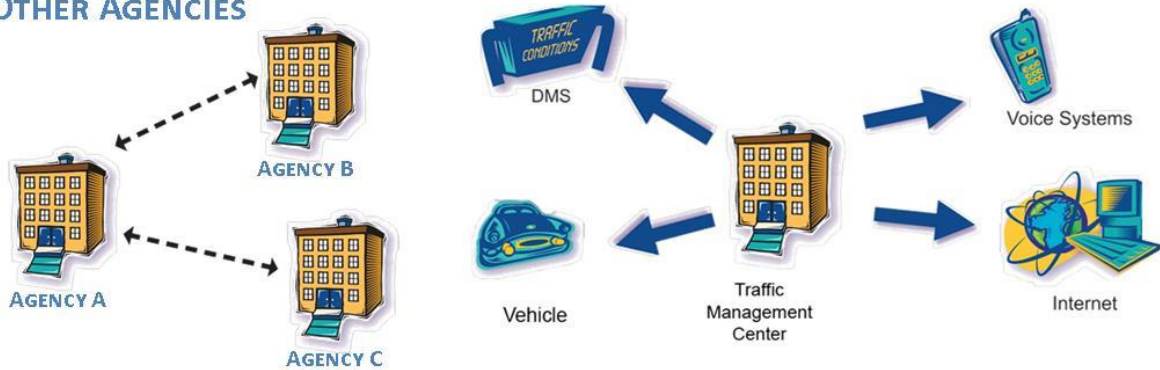 OTHER AGENCIES
AGENCY B
AGENCY A
AGENCY C
TRAFFIC
CONDITIONS
DMS
Voice Systems
Vehicle
Traffic
Management
Center
Internet